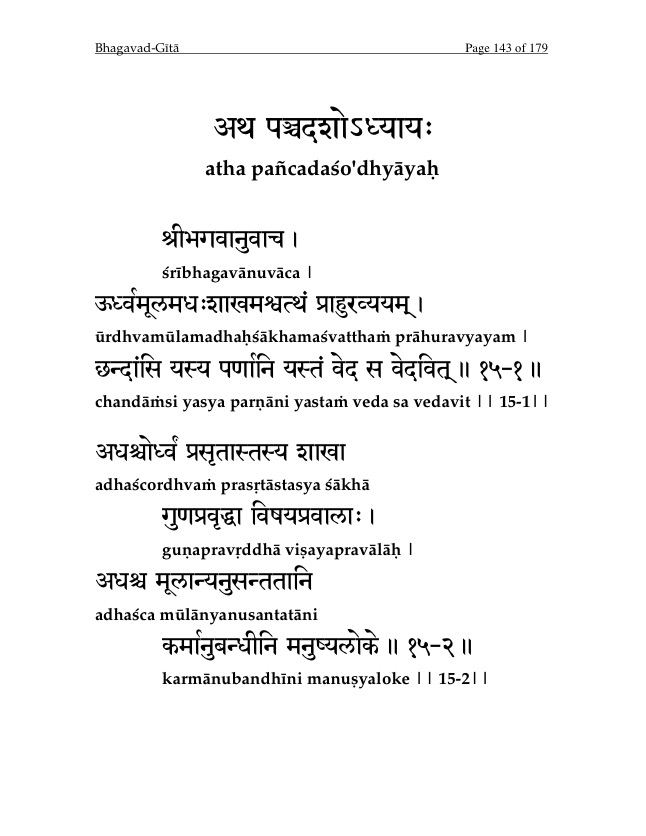 Bhagavad-Gītā Page 143 of 179
अथ पञ्चदशोऽध्यायः
atha pañcadaśo'dhyāyaḥ
श्रीभगवानुवाच ।
śrībhagavānuvāca |
ऊर्ध्वमूलमधःशाखमश्वत्थं प्राहुरव्ययम् ।
ūrdhvamūlamadhaḥśākhamaśvatthaṁ prāhuravyayam |
छन्दांसि यस्य पर्णानि यस्तं वेद स वेदवित् ॥ १५-१ ॥
chandāṁsi yasya parṇāni yastaṁ veda sa vedavit || 15-1||
अधश्चोर्ध्वं प्रसृतास्तस्य शाखा
adhaścordhvaṁ prasṛtāstasya śākhā
गुणप्रवृद्धा विषयप्रवालाः ।
guṇapravṛddhā viṣayapravālāḥ |
अधश्च मूलान्यनुसन्ततानि
adhaśca mūlānyanusantatāni
कर्मानुबन्धीनि मनुष्यलोके ॥ १५-२ ॥
karmānubandhīni manuṣyaloke || 15-2||